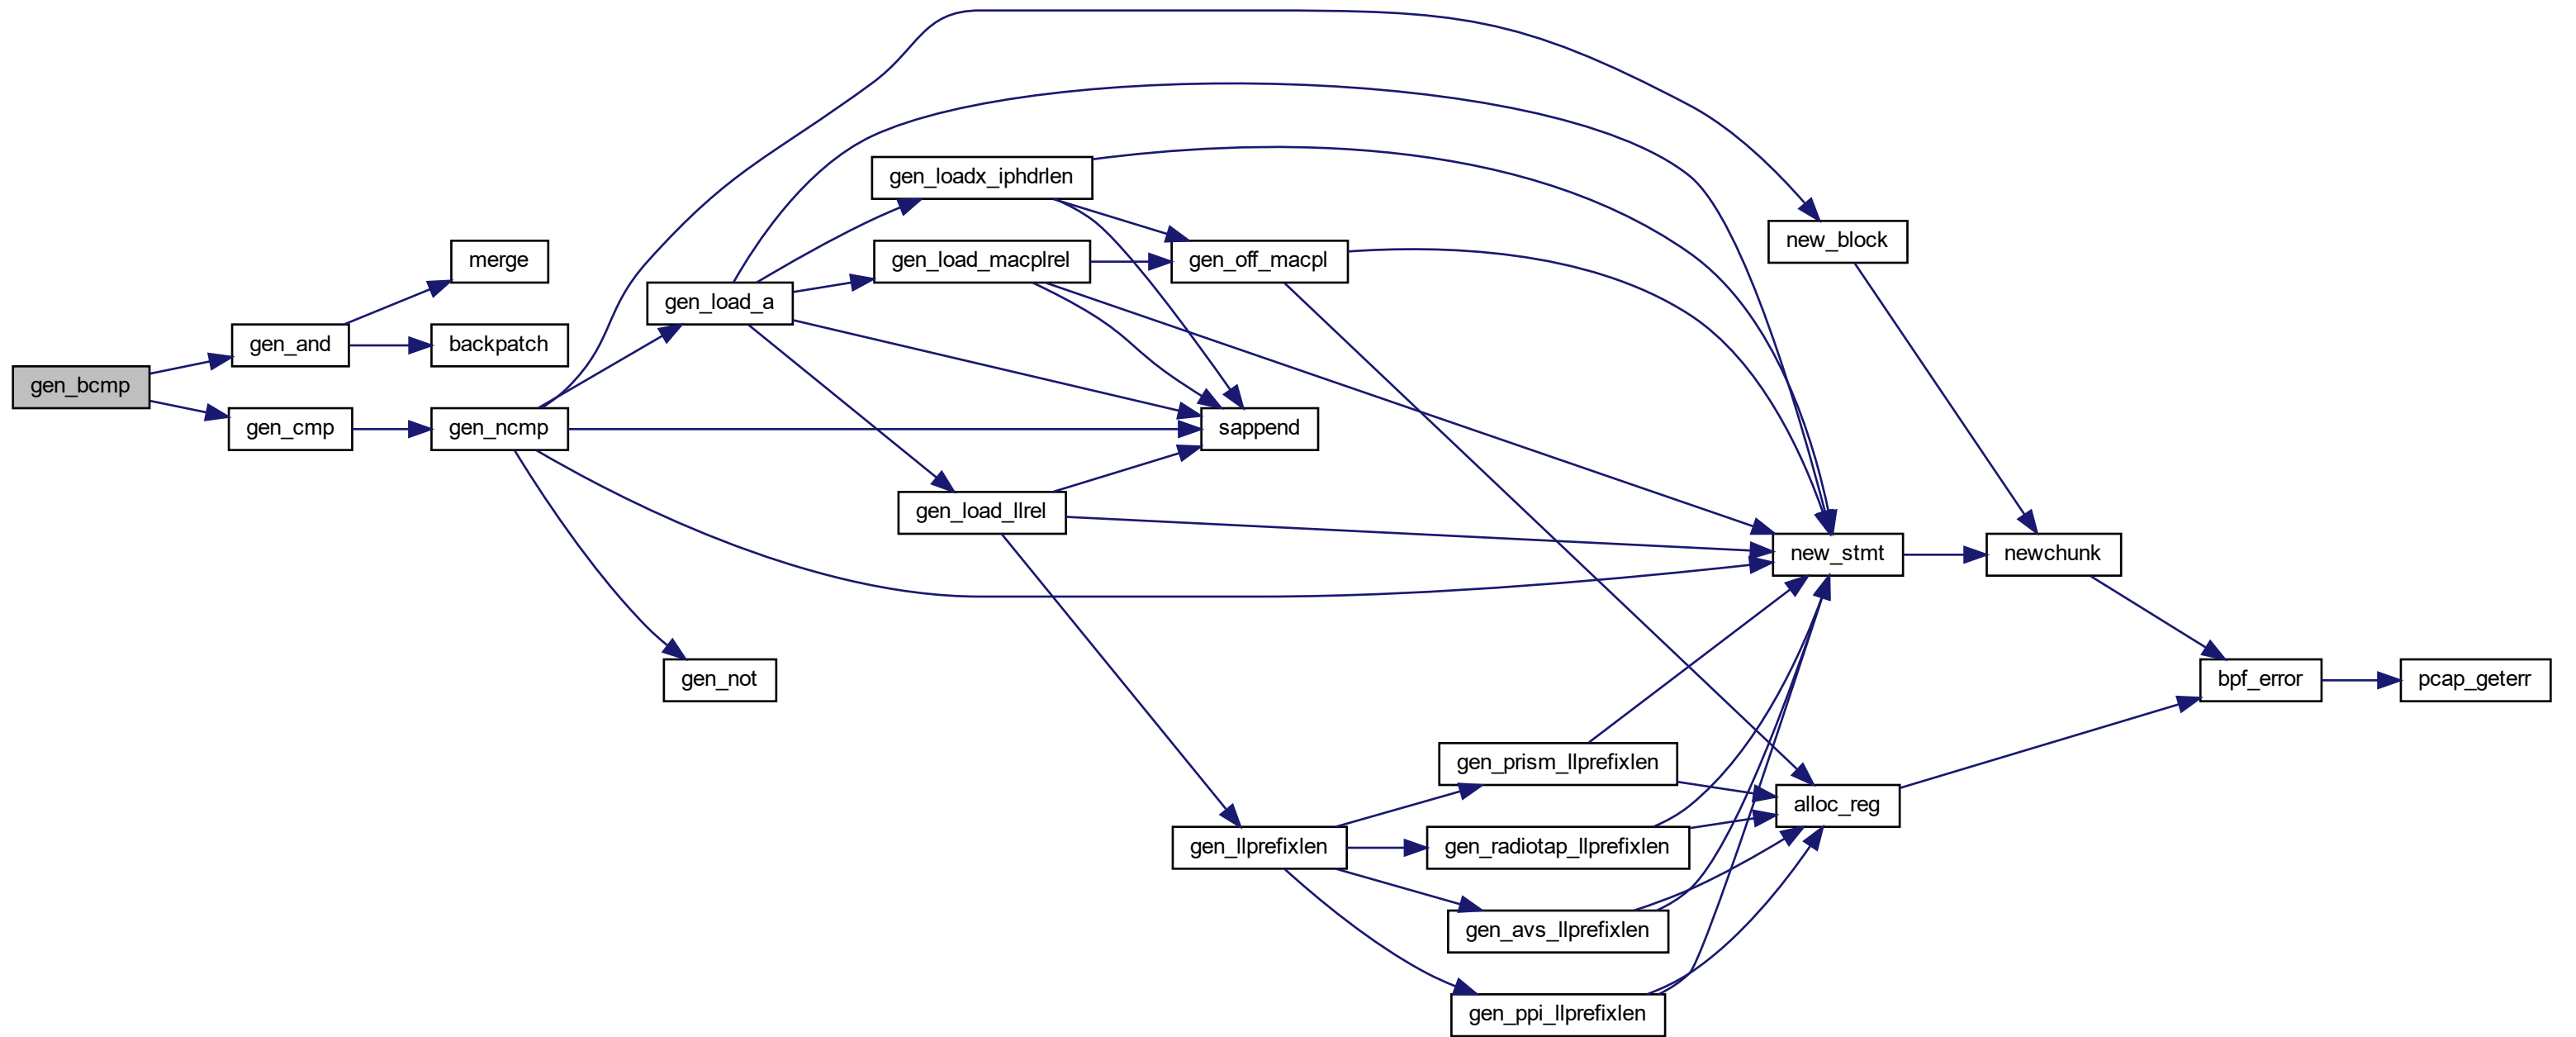 gen_bcmp
gen_and
gen_cmp
merge
backpatch
gen_ncmp
gen_load_a
gen_not
gen_loadx_iphdrlen
gen_load_macplrel
gen_load_llrel
gen_off_macpl
sappend
gen_llprefixlen
gen_prism_llprefixlen
gen_radiotap_llprefixlen
gen_avs_llprefixlen
gen_ppi_llprefixlen
new_block
new_stmt
alloc_reg
newchunk
bpf_error
pcap_geterr